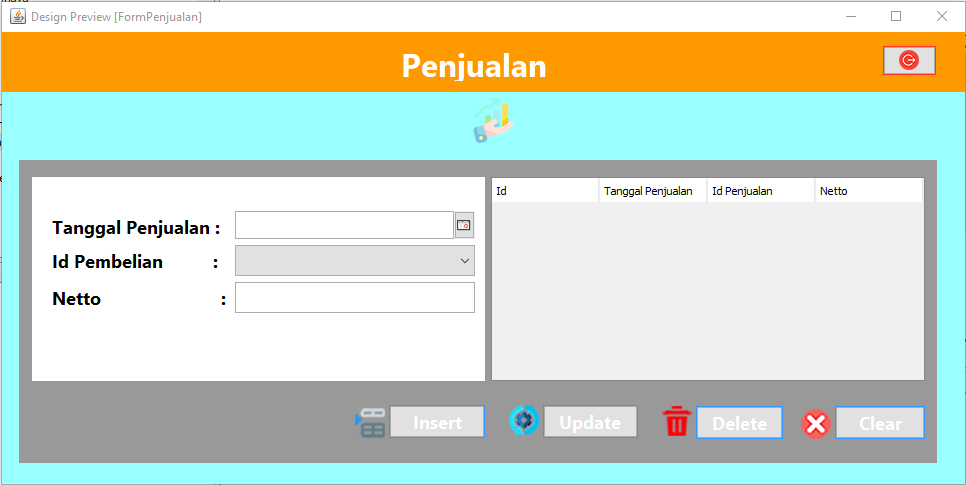 Design Preview [FormPenjualan]
Penjualan
Id Tanggal Penjualan Id Penjualan Netto
Tanggal Penjualan :
Id Pembelian :
Netto :
Insert Update Delete Clear